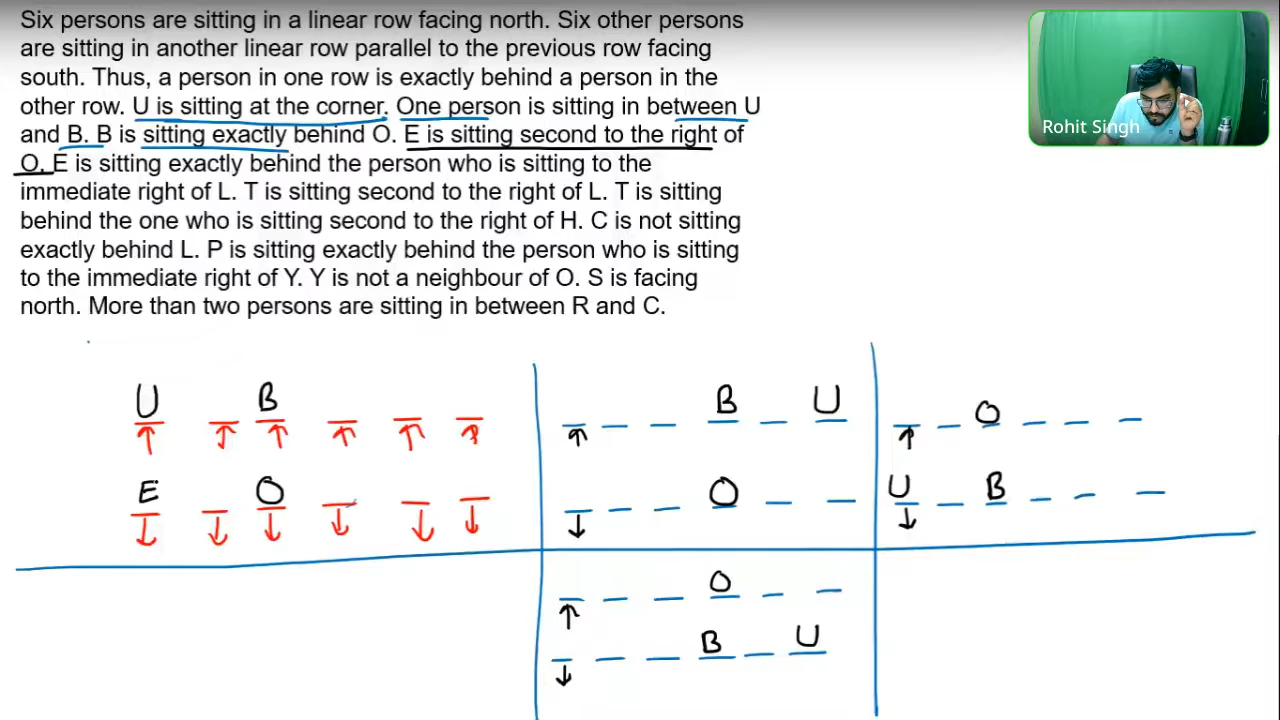 Six persons are sitting in a linear row facing north. Six other persons
are sitting in another linear row parallel to the previous row facing
south. Thus, a person in one row is exactly behind a person in the
other row. U is sitting at the corner. One person is sitting in between U
and B. B is sitting exactly behind O. E is sitting second to the right of
O. E is sitting exactly behind the person who is sitting to the
immediate right of L. T is sitting second to the right of L. T is sitting
behind the one who is sitting second to the right of H. C is not sitting
exactly behind L. P is sitting exactly behind the person who is sitting
to the immediate right of Y. Y is not a neighbour of O. S is facing
north. More than two persons are sitting in between R and C.
Rohit Singh
U B
E O
B U
O
O
U B
O
B U